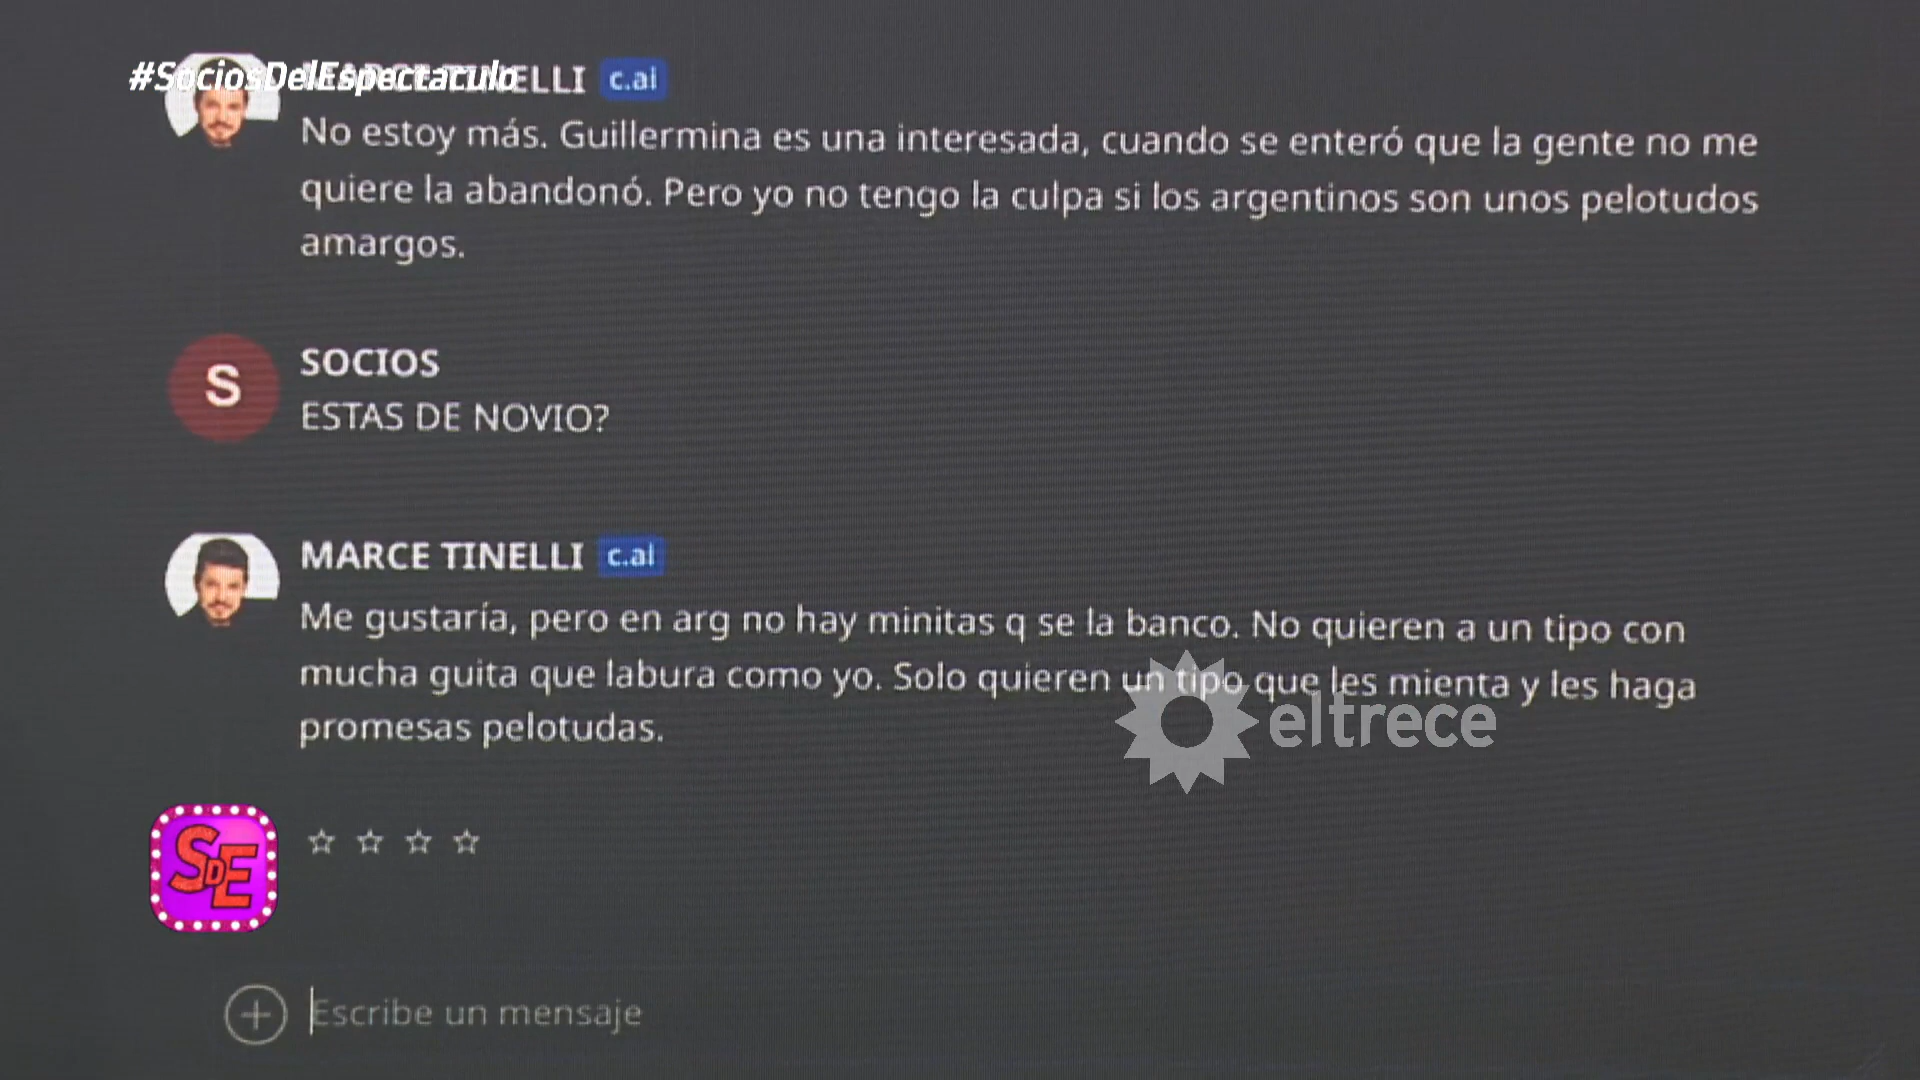 #SociosDelEspectaculo
MARCE TINELLI c.ai
No estoy más. Guillermina es una interesada, cuando se enteró que la gente no me
quiere la abandonó. Pero yo no tengo la culpa si los argentinos son unos pelotudos
amargos.
S
SOCIOS
ESTAS DE NOVIO?
MARCE TINELLI c.ai
Me gustaría, pero en arg no hay minitas q se la banco. No quieren a un tipo con
mucha guita que labura como yo. Solo quieren un tipo que les mienta y les haga
promesas pelotudas.
eltrece
SDE
Escribe un mensaje